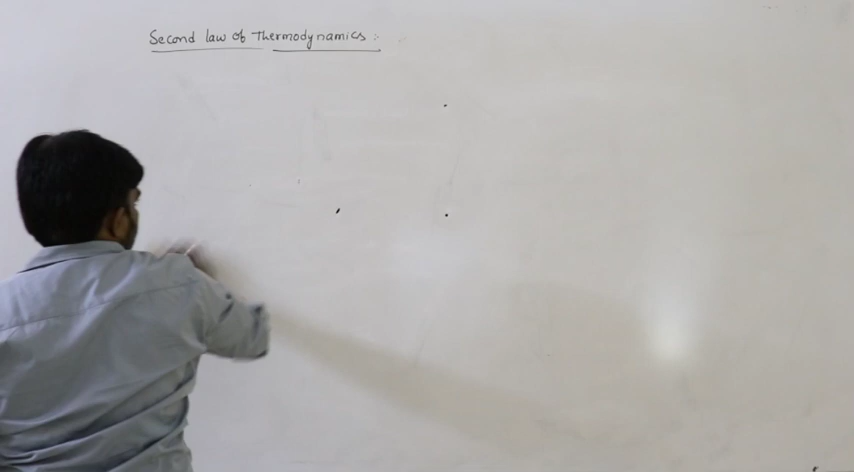 Second law of Thermodynamics :-